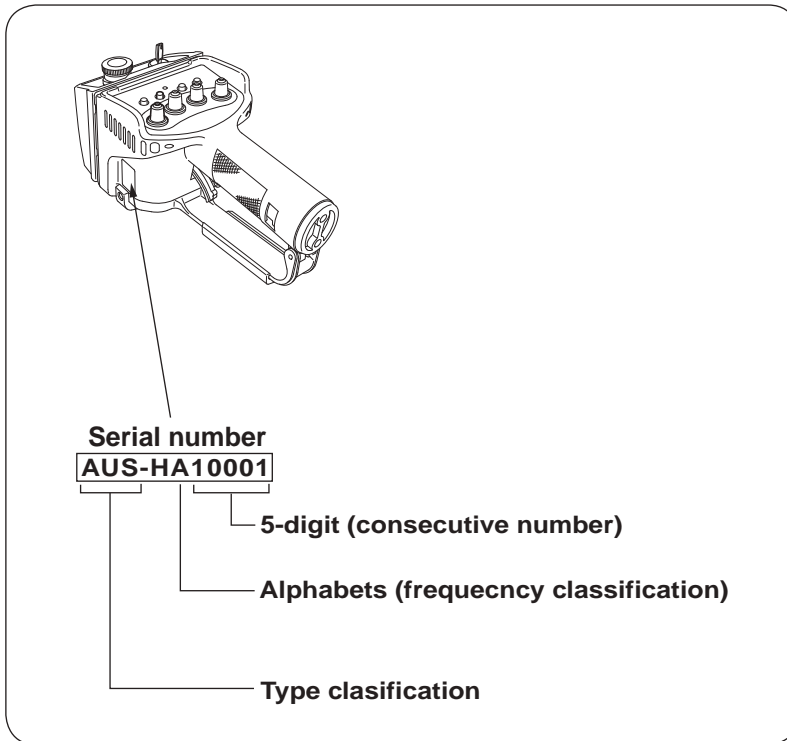 Serial number
AUS-HA10001
5-digit (consecutive number)
Alphabets (frequecncy classification)
Type clasification